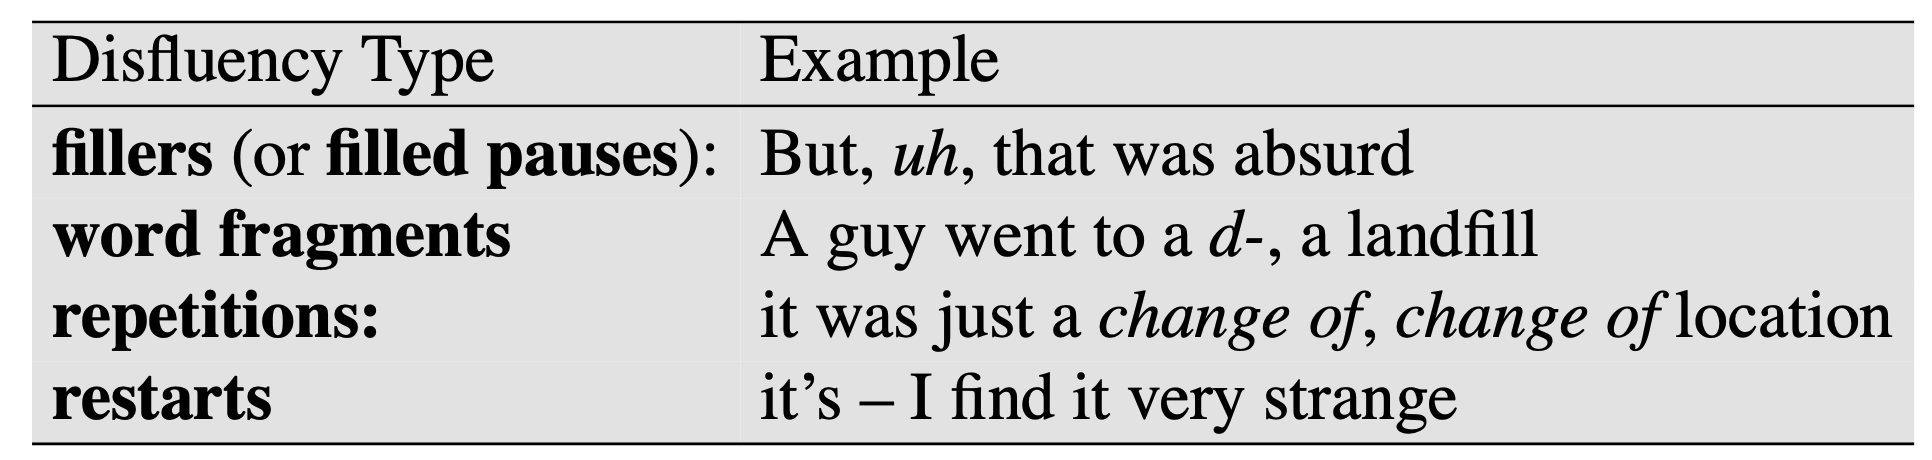 Disfluency Type Example
fillers (or filled pauses): But, uh, that was absurd
word fragments A guy went to a d-, a landfill
repetitions: it was just a change of, change of location
restarts it’s – I find it very strange